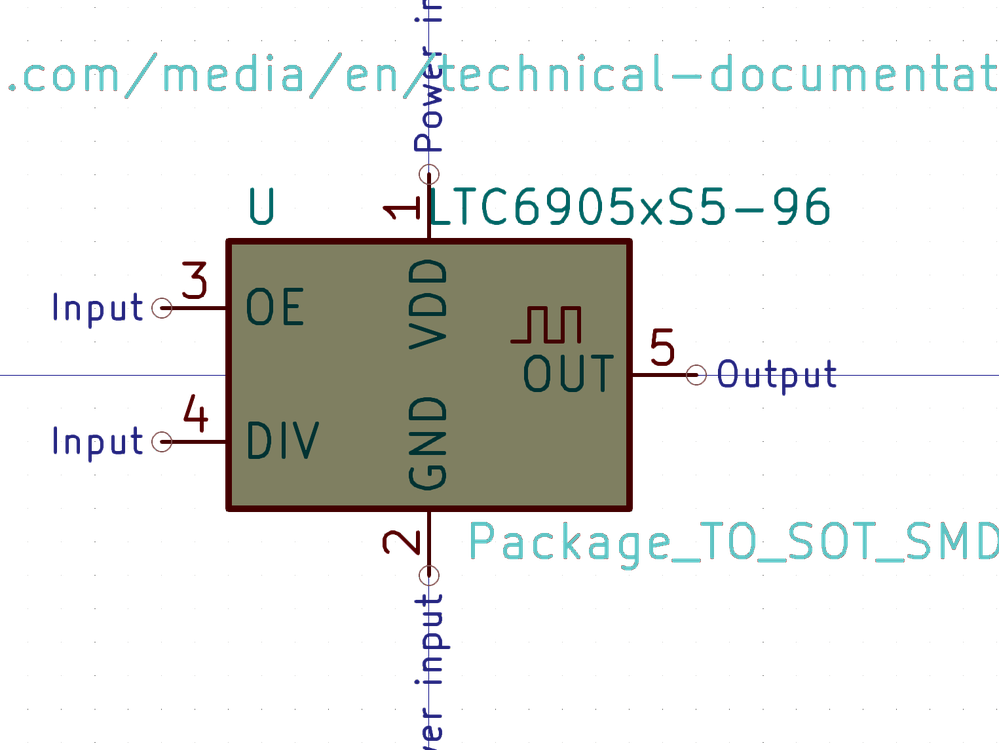 Power in
.com/media/en/technical-documentat
U
1
LTC6905xS5-96
3
Input
OE
VDD
OUT
5
Output
4
Input
DIV
GND
2
Package_TO_SOT_SMD
input